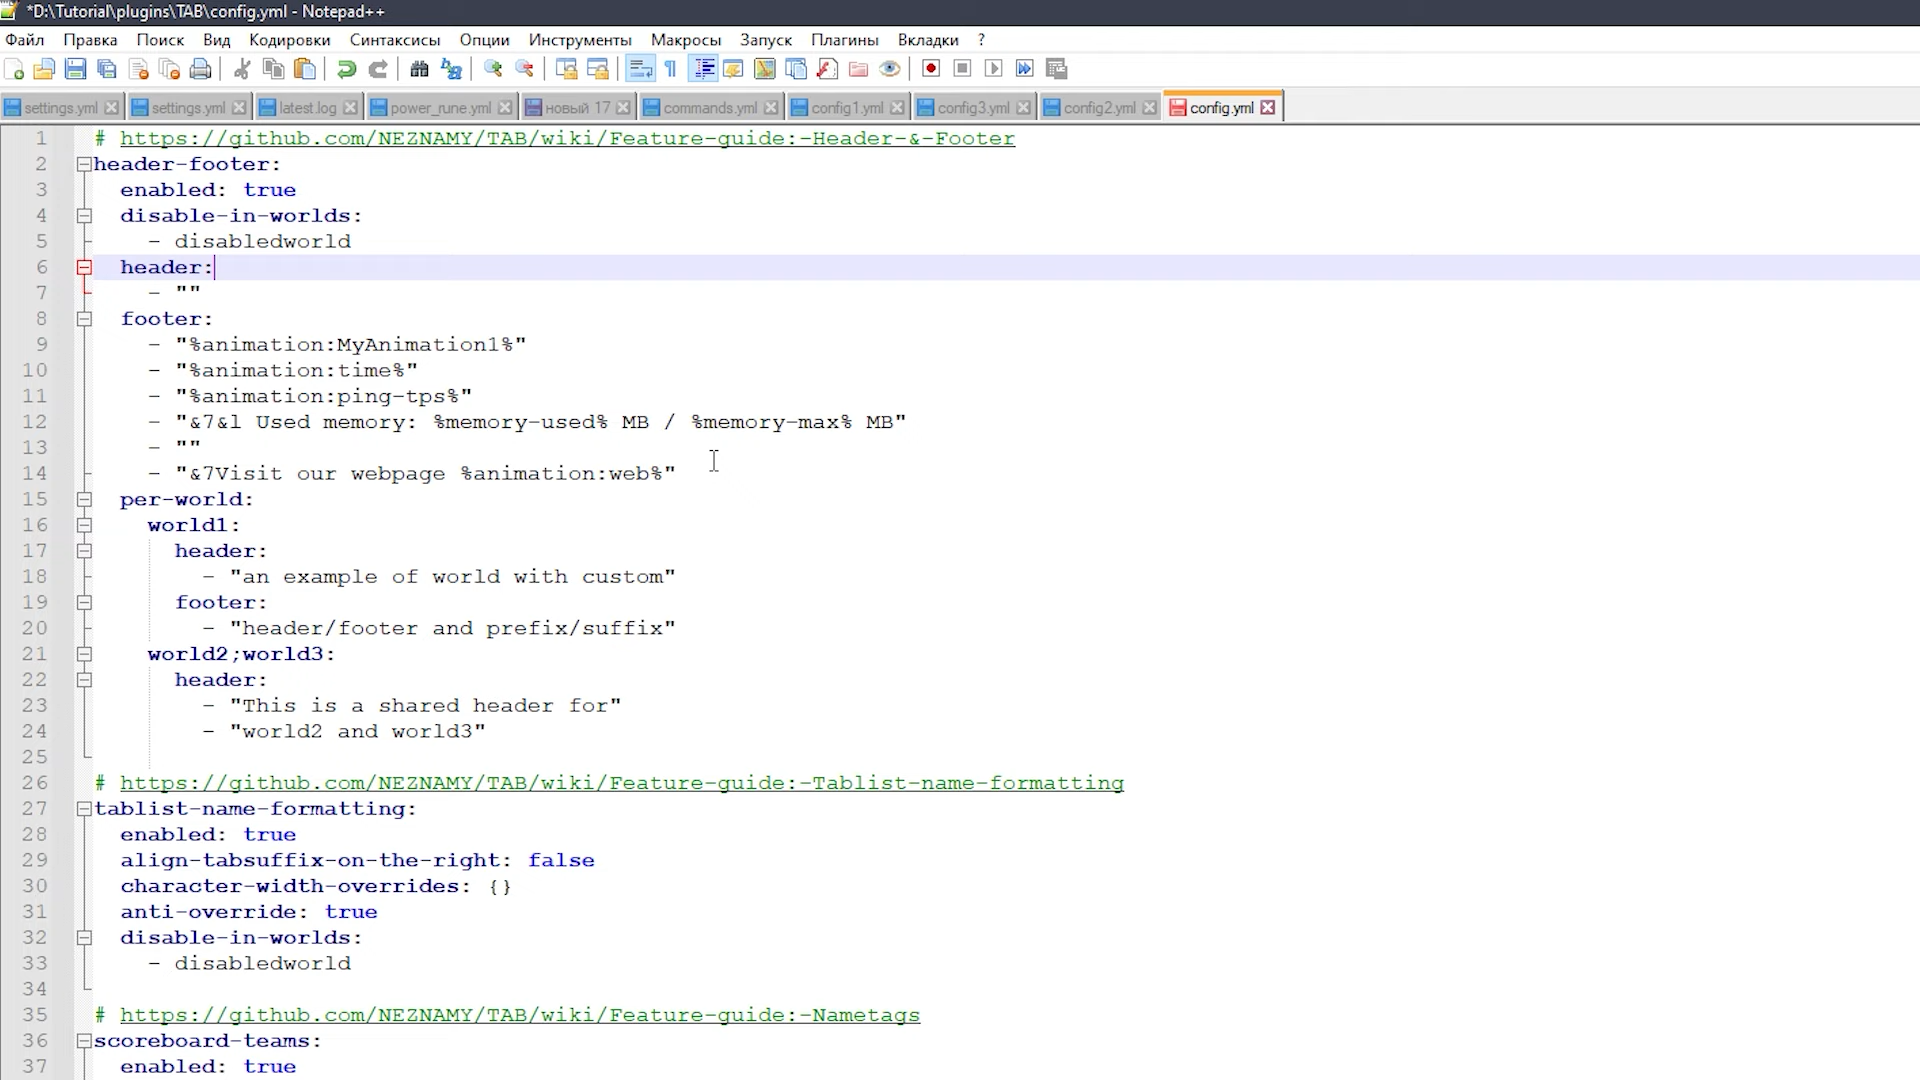 *D:\Tutorial\plugins\TAB\config.yml - Notepad++
Файл Правка Поиск Вид Кодировки Синтаксисы Опции Инструменты Макросы Запуск Плагины Вкладки ?
settings.yml settings.yml latest.log power_rune.yml новый 17 commands.yml config1.yml config3.yml config2.yml config.yml
1 # https://github.com/NEZNAMY/TAB/wiki/Feature-guide:-Header-&-Footer
2 header-footer:
3 enabled: true
4 disable-in-worlds:
5 - disabledworld
6 header:
7 - ""
8 footer:
9 - "%animation:MyAnimation1%"
10 - "%animation:time%"
11 - "%animation:ping-tps%"
12 - "&7&l Used memory: %memory-used% MB / %memory-max% MB"
13 - ""
14 - "&7Visit our webpage %animation:web%"
15 per-world:
16 world1:
17 header:
18 - "an example of world with custom"
19 footer:
20 - "header/footer and prefix/suffix"
21 world2;world3:
22 header:
23 - "This is a shared header for"
24 - "world2 and world3"
25
26 # https://github.com/NEZNAMY/TAB/wiki/Feature-guide:-Tablist-name-formatting
27 tablist-name-formatting:
28 enabled: true
29 align-tabsuffix-on-the-right: false
30 character-width-overrides: {}
31 anti-override: true
32 disable-in-worlds:
33 - disabledworld
34
35 # https://github.com/NEZNAMY/TAB/wiki/Feature-guide:-Nametags
36 scoreboard-teams:
37 enabled: true